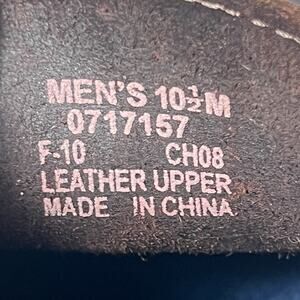 MEN'S 10½M
0717157
F-10 CH08
LEATHER UPPER
MADE IN CHINA